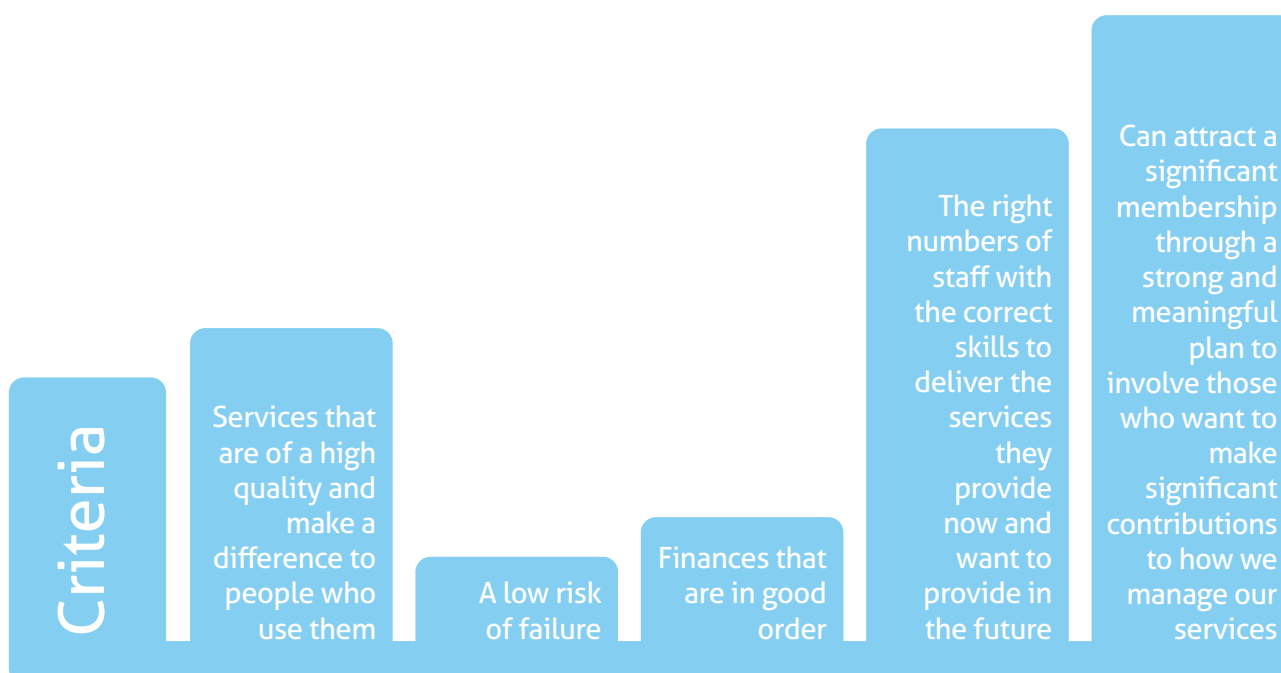 Criteria
Services that
are of a high
quality and
make a
difference to
people who
use them
A low risk
of failure
Finances that
are in good
order
The right
numbers of
staff with
the correct
skills to
deliver the
services
they
provide
now and
want to
provide in
the future
Can attract a
significant
membership
through a
strong and
meaningful
plan to
involve those
who want to
make
significant
contributions
to how we
manage our
services